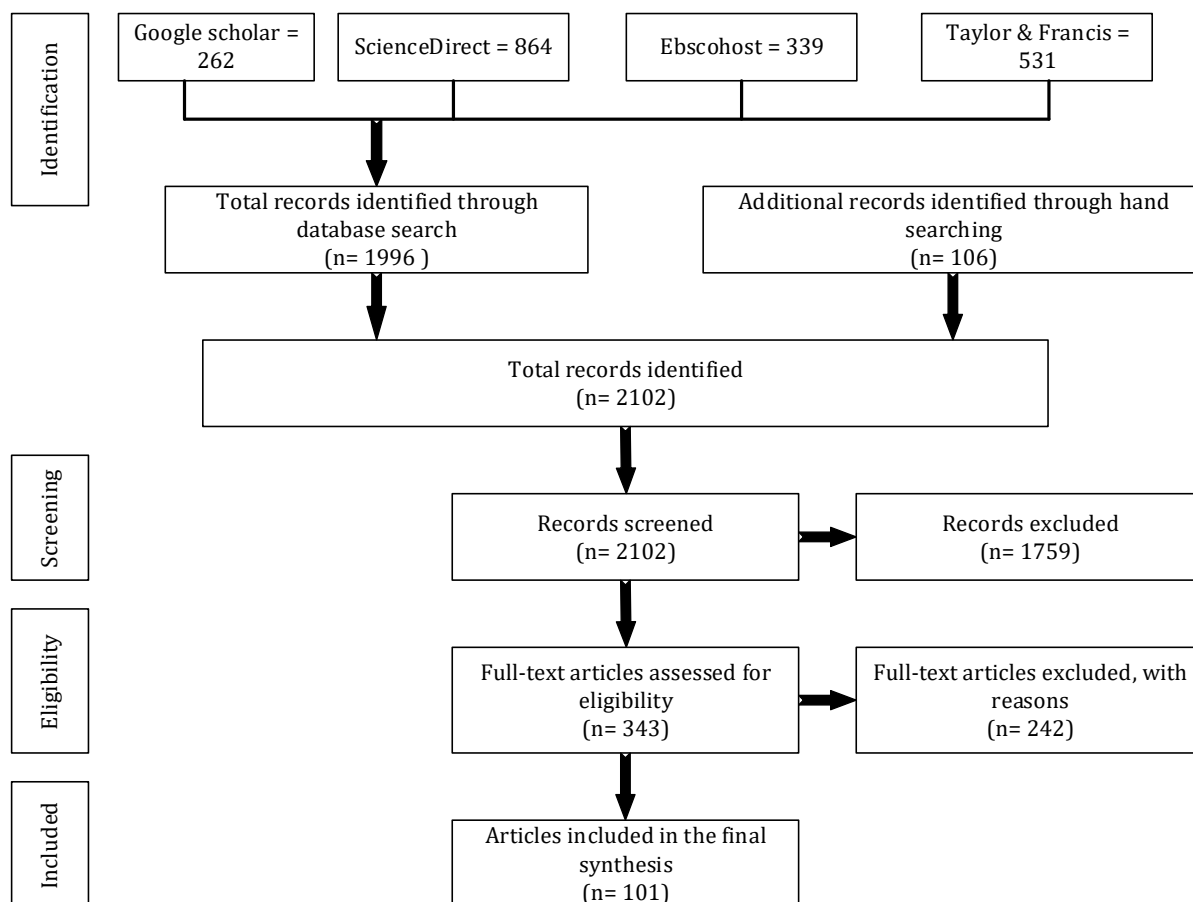 Identification
Google scholar =
262
ScienceDirect = 864
Ebscohost = 339
Taylor & Francis =
531
Total records identified through
database search
(n= 1996 )
Additional records identified through hand
searching
(n= 106)
Total records identified
(n= 2102)
Screening
Records screened
(n= 2102)
Records excluded
(n= 1759)
Eligibility
Full-text articles assessed for
eligibility
(n= 343)
Full-text articles excluded, with
reasons
(n= 242)
Included
Articles included in the final
synthesis
(n= 101)